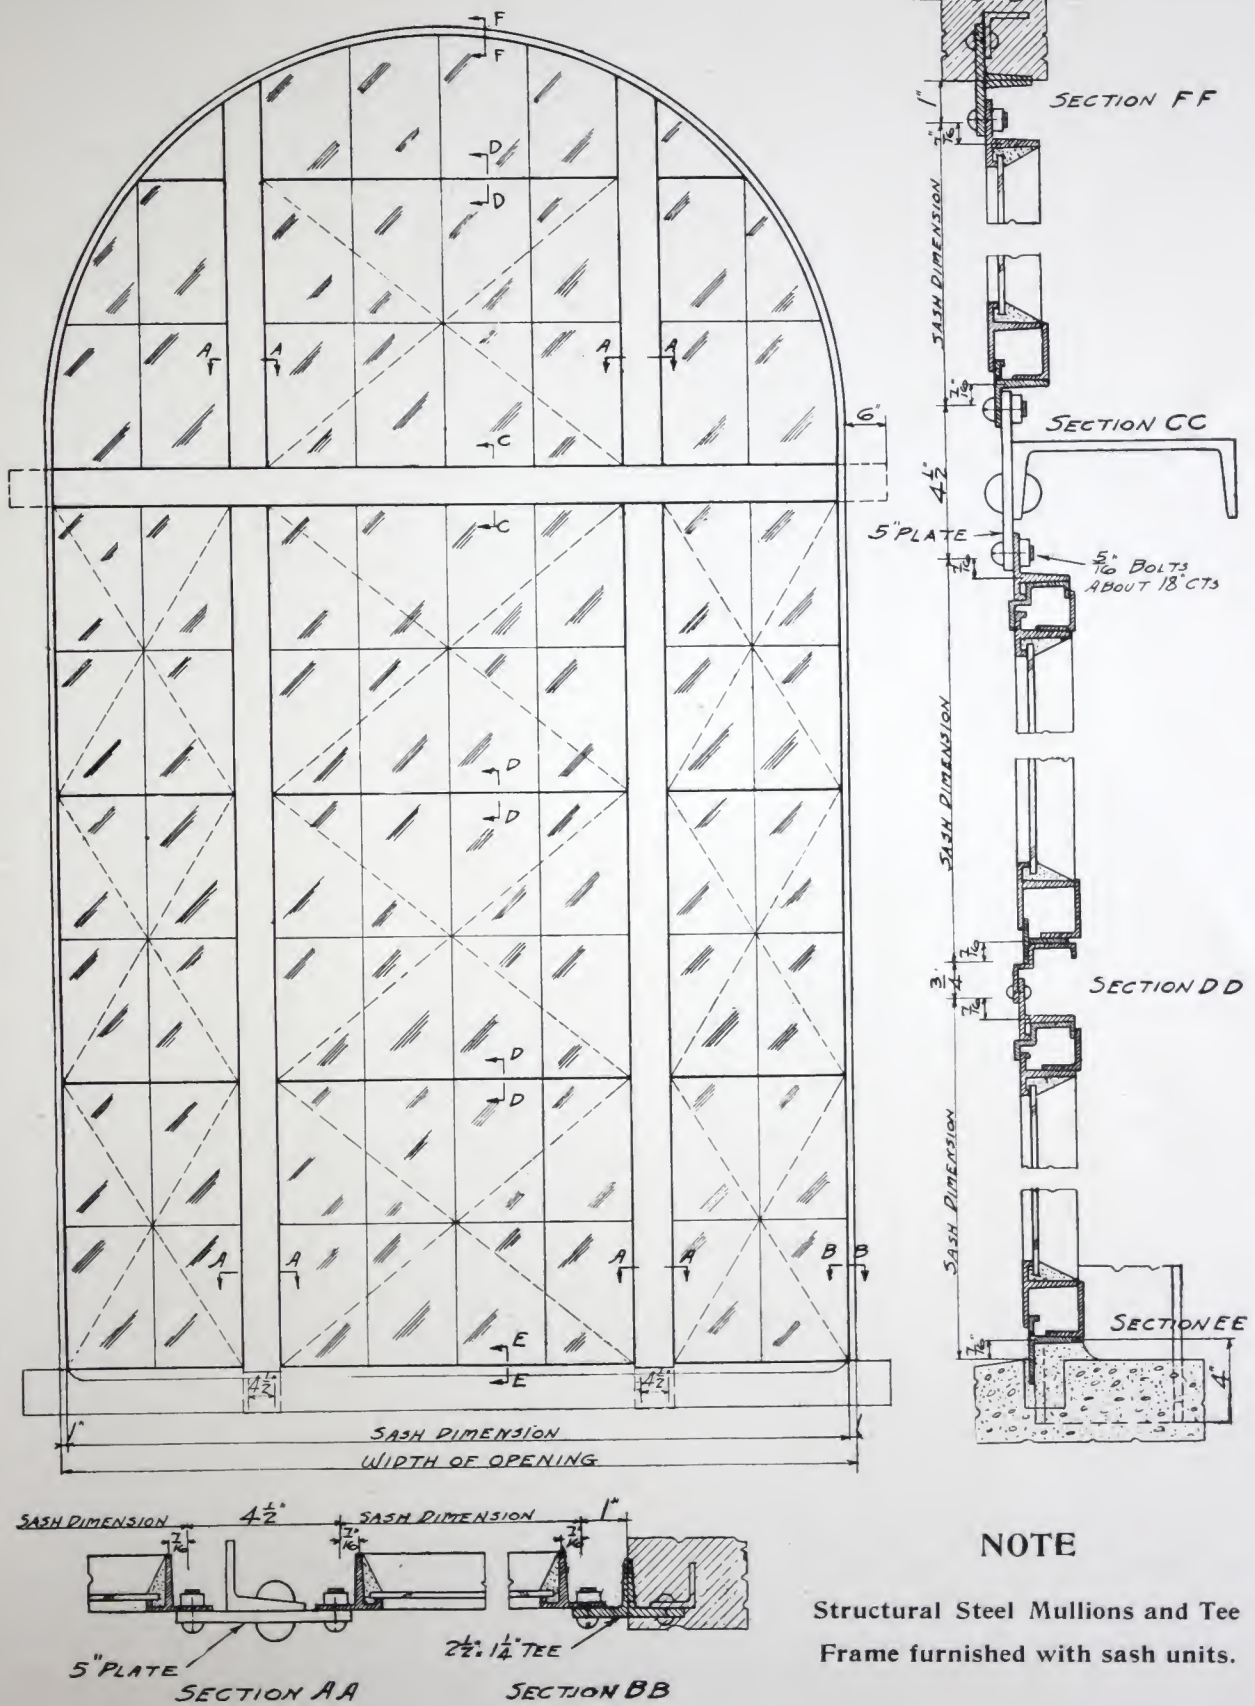 F
F
SECTION FF
1"
7/16"
D
D
SASH DIMENSION
A
A
A
A
7/16"
6"
SECTION CC
C
4 1/2"
C
5" PLATE
5/16" BOLTS
ABOUT 18" CTS
7/16"
SASH DIMENSION
D
D
7/16
3/4"
SECTION DD
7/16
D
D
SASH DIMENSION
A
A
A
A
B
B
SECTION EE
7/16"
4"
E
E
4 1/2"
4 1/2"
1"
SASH DIMENSION
1
WIDTH OF OPENING
SASH DIMENSION
4 1/2"
SASH DIMENSION
1"
7/16
7/16"
7/16"
NOTE
Structural Steel Mullions and Tee
Frame furnished with sash units.
5" PLATE
2 1/2" : 1 1/4" TEE
SECTION AA
SECTION BB